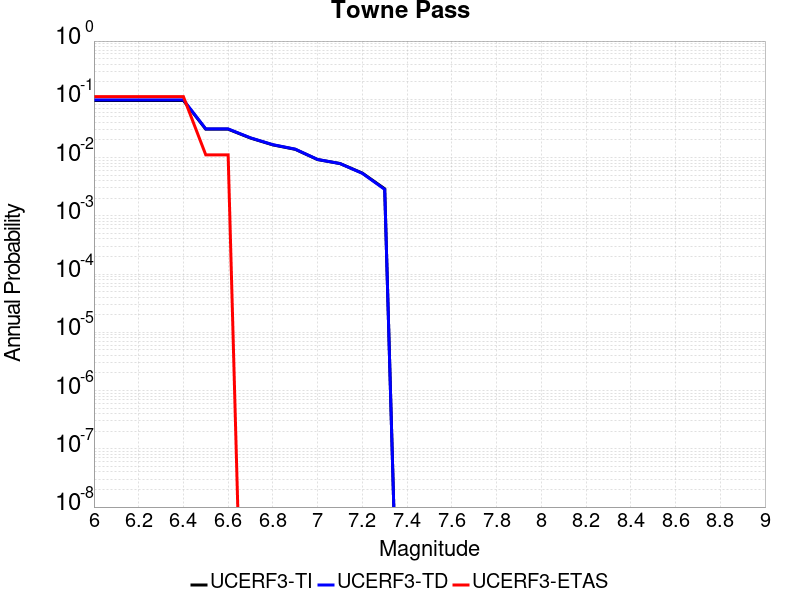 Towne Pass
Annual Probability
10^0
10^-1
10^-2
10^-3
10^-4
10^-5
10^-6
10^-7
10^-8
6 6.2 6.4 6.6 6.8 7 7.2 7.4 7.6 7.8 8 8.2 8.4 8.6 8.8 9
Magnitude
UCERF3-TI UCERF3-TD UCERF3-ETAS